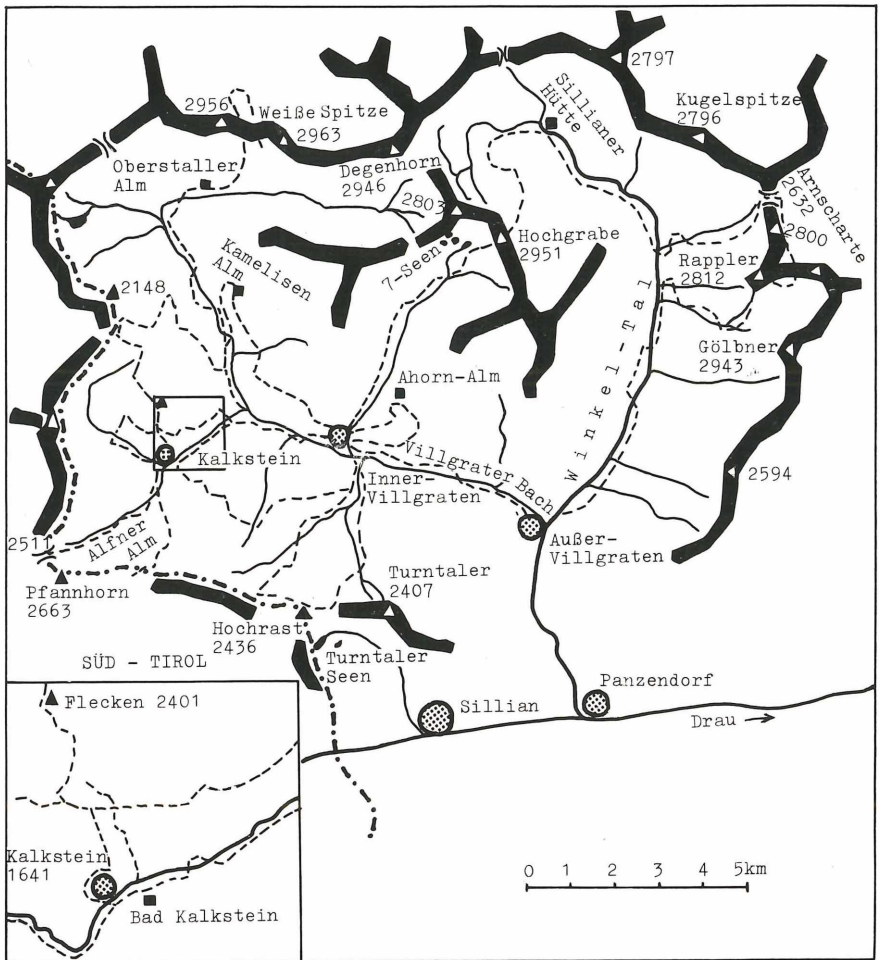 2797
Sillianer
Hütte
2956
Weiße Spitze
2963
Kugelspitze
2796
Oberstaller
Alm
Degenhorn
2946
2803
Arnscharte
2632
2800
7-Seen
Hochgrabe
2951
Kamelisen
Alm
Rappler
2812
2148
Winkel-Tal
Gölbner
2943
Ahorn-Alm
Kalkstein
Villgrater Bach
Inner-
Villgraten
2594
2511
Alfner
Alm
Außer-
Villgraten
Pfannhorn
2663
Turntaler
2407
Hochrast
2436
SÜD - TIROL
Turntaler
Seen
Sillian
Panzendorf
Drau →
Flecken 2401
Kalkstein
1641
Bad Kalkstein
0 1 2 3 4 5km